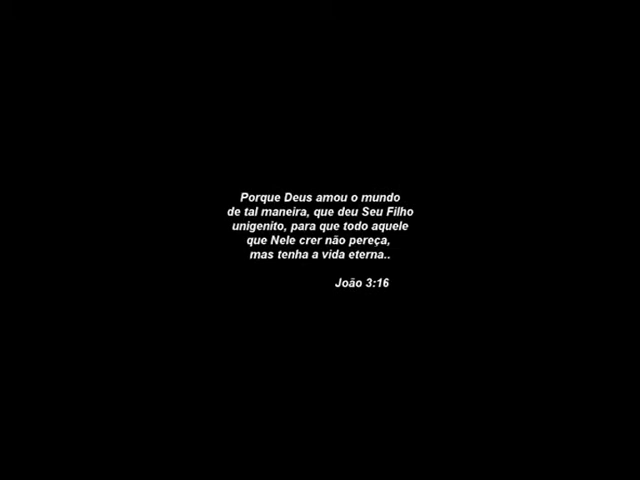 Porque Deus amou o mundo
de tal maneira, que deu Seu Filho
unigenito, para que todo aquele
que Nele crer não pereça,
mas tenha a vida eterna..
João 3:16